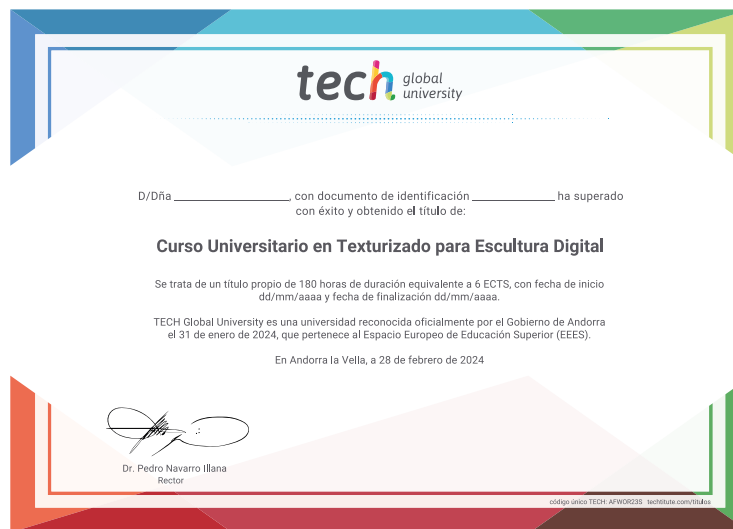 tech global university
D/Dña ____________________, con documento de identificación ______________ ha superado
con éxito y obtenido el título de:
Curso Universitario en Texturizado para Escultura Digital
Se trata de un título propio de 180 horas de duración equivalente a 6 ECTS, con fecha de inicio
dd/mm/aaaa y fecha de finalización dd/mm/aaaa.
TECH Global University es una universidad reconocida oficialmente por el Gobierno de Andorra
el 31 de enero de 2024, que pertenece al Espacio Europeo de Educación Superior (EEES).
En Andorra la Vella, a 28 de febrero de 2024
Dr. Pedro Navarro Illana
Rector
código único TECH: AFWOR23S techtitute.com/titulos